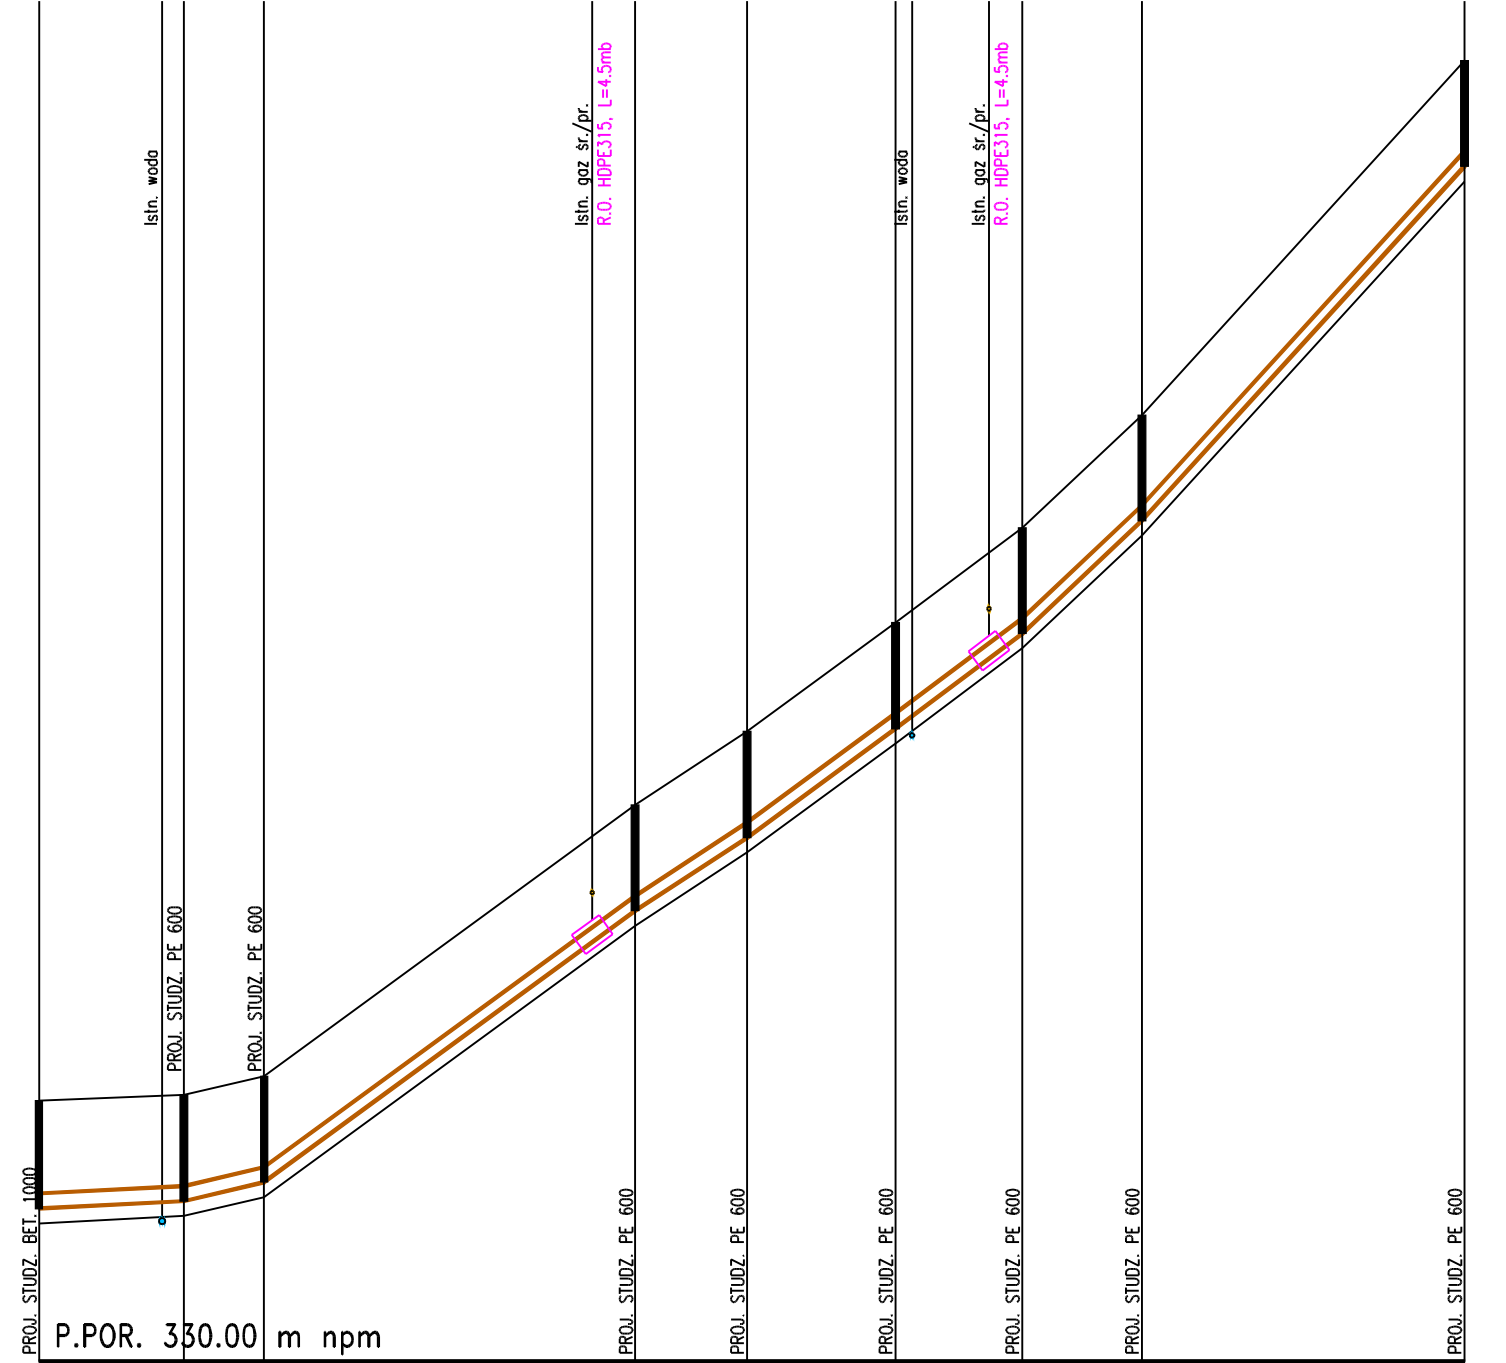 Istn. woda
Istn. gaz śr./pr.
R.O. HDPE315, L=4.5mb
Istn. woda
Istn. gaz śr./pr.
R.O. HDPE315, L=4.5mb
PROJ. STUDZ. BET. 1000
PROJ. STUDZ. PE 600
PROJ. STUDZ. PE 600
PROJ. STUDZ. PE 600
PROJ. STUDZ. PE 600
PROJ. STUDZ. PE 600
PROJ. STUDZ. PE 600
PROJ. STUDZ. PE 600
PROJ. STUDZ. PE 600
P.POR. 330.00 m npm